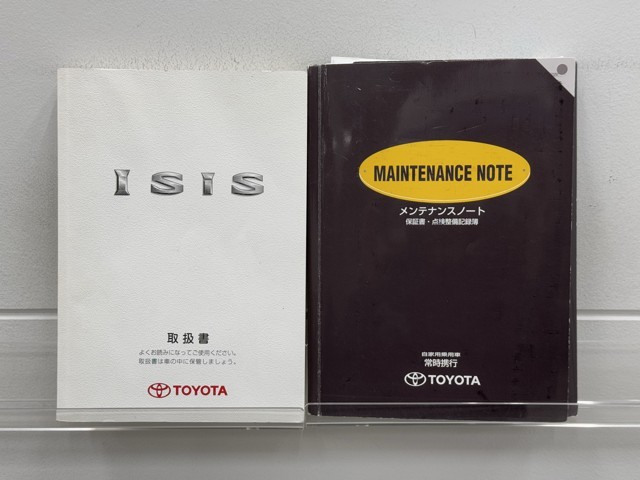 ISIS
取扱書
よくお読みになってご使用ください。
取扱書は車の中に保管しましょう。
TOYOTA
MAINTENANCE NOTE
メンテナンスノート
保証書・点検整備記録簿
自家用乗用車
常時携行
TOYOTA